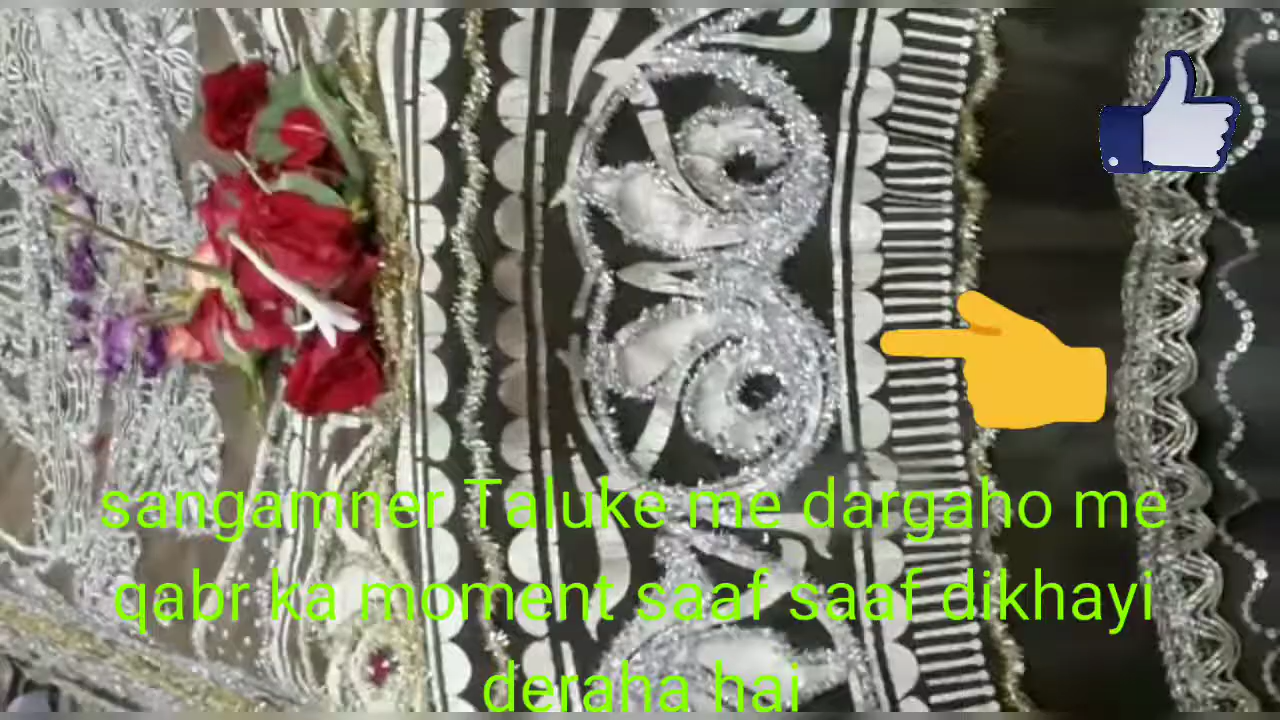 sangamner Taluke me dargaho me
qabr ka moment saaf saaf dikhayi
deraha hai